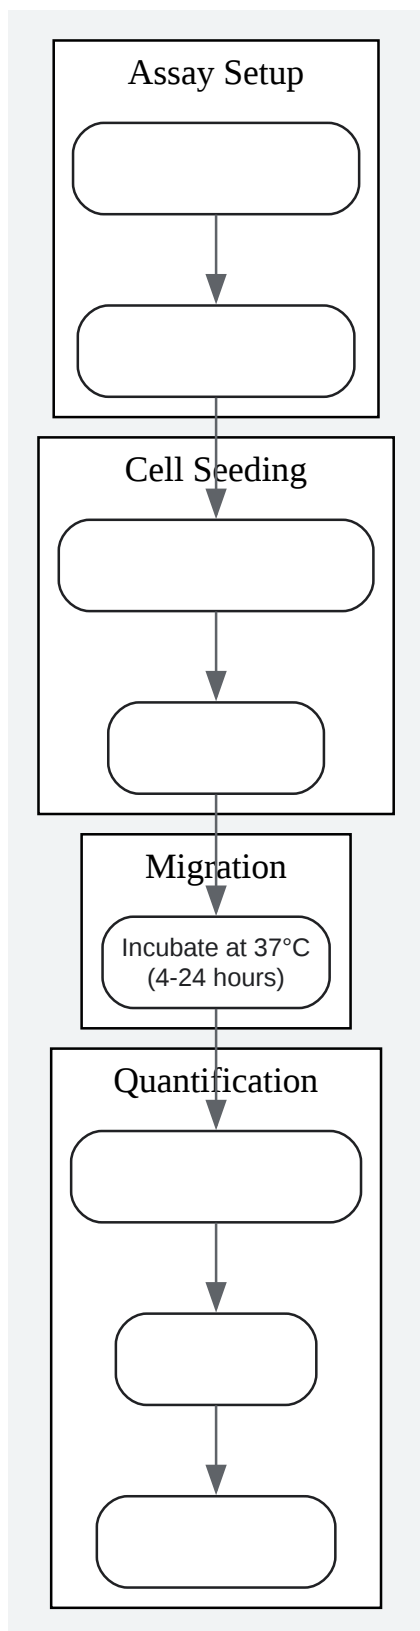 Assay Setup
Cell Seeding
Migration
Incubate at 37°C
(4-24 hours)
Quantification